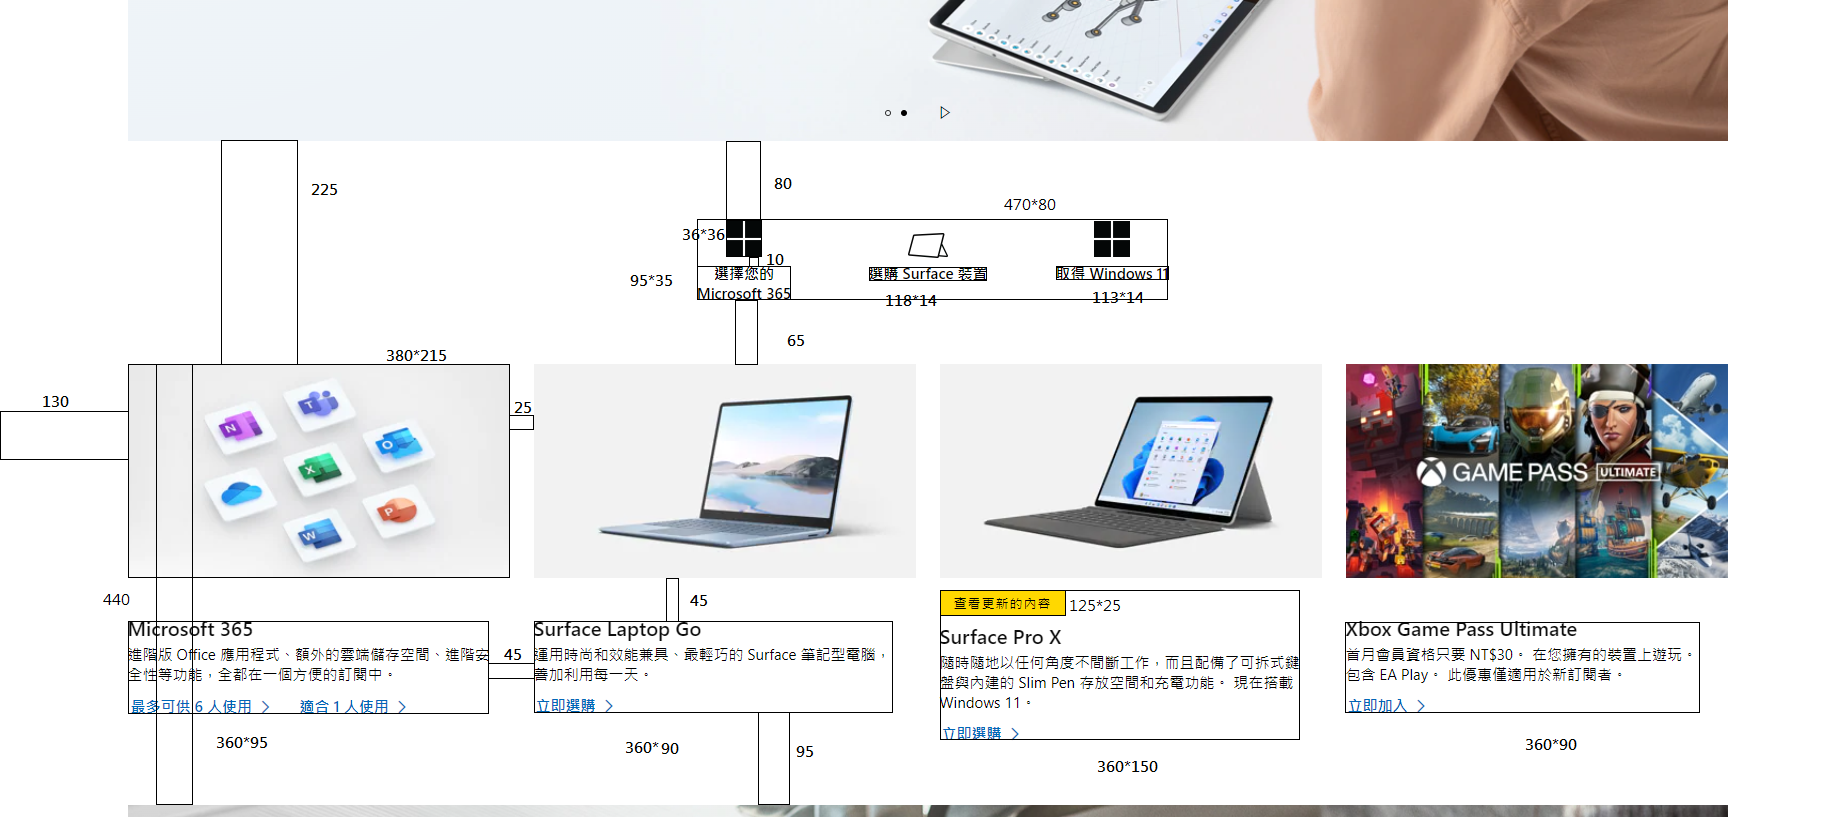 225
80
470*80
36*36
10
選擇您的
Microsoft 365
95*35
選購 Surface 裝置
118*14
取得 Windows 11
113*14
65
380*215
130
25
N
T
O
X
W
P
GAME PASS ULTIMATE
440
45
查看更新的內容
125*25
Microsoft 365
進階版 Office 應用程式、額外的雲端儲存空間、進階安
全性等功能，全都在一個方便的訂閱中。
最多可供 6 人使用
適合 1 人使用
360*95
45
Surface Laptop Go
運用時尚和效能兼具、最輕巧的 Surface 筆記型電腦，
善加利用每一天。
立即選購
360*90
95
Surface Pro X
隨時隨地以任何角度不間斷工作，而且配備了可拆式鍵
盤與內建的 Slim Pen 存放空間和充電功能。 現在搭載
Windows 11。
立即選購
360*150
Xbox Game Pass Ultimate
首月會員資格只要 NT$30。 在您擁有的裝置上遊玩。
包含 EA Play。 此優惠僅適用於新訂閱者。
立即加入
360*90